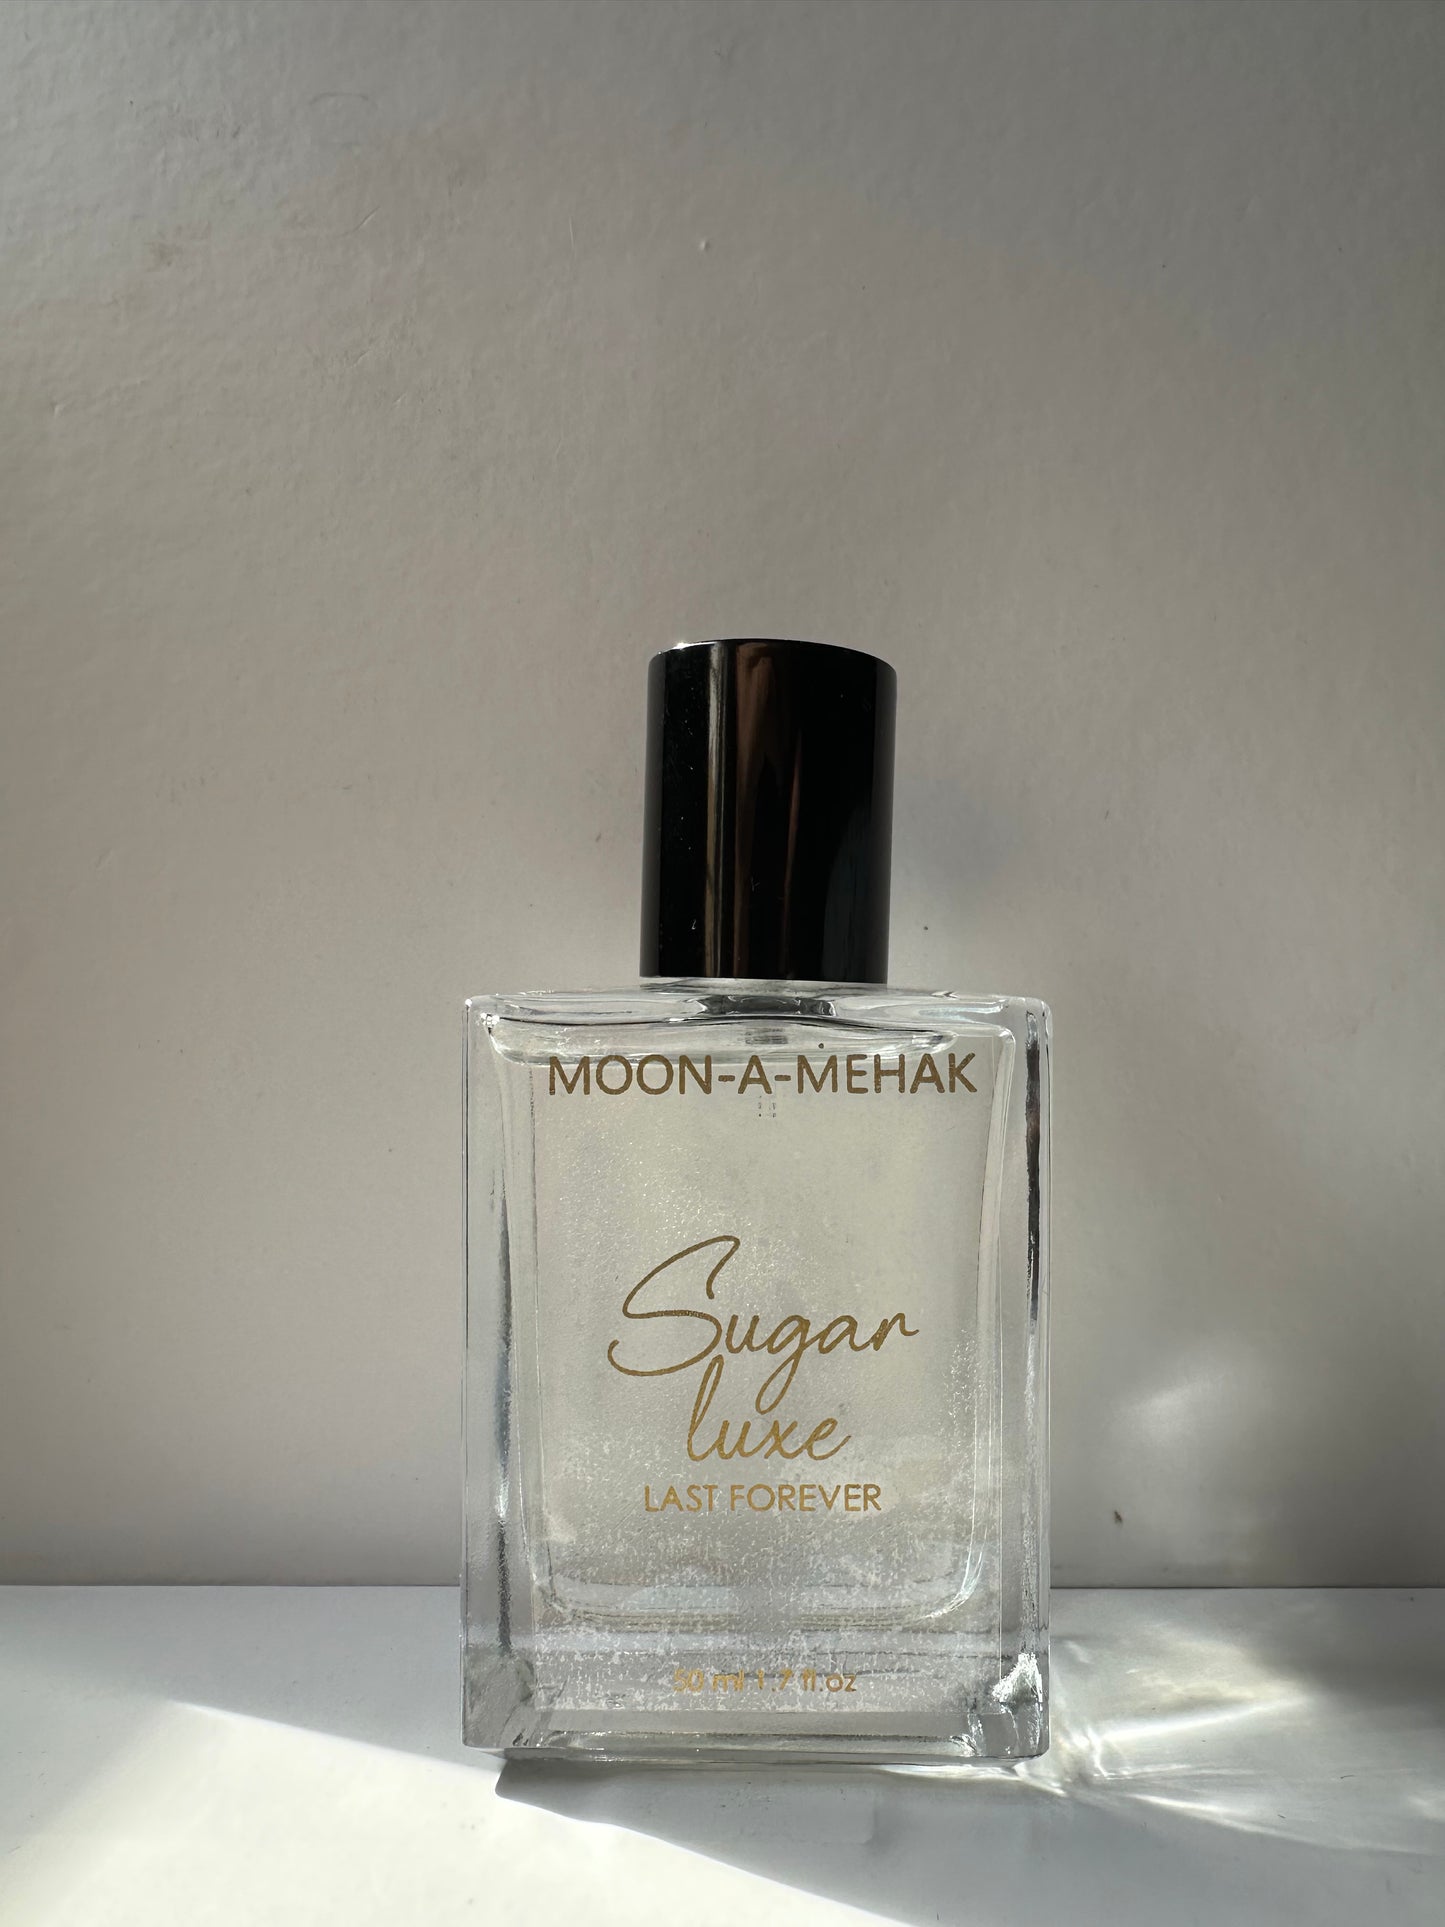 MOON-A-MEHAK
Sugar
luxe
LAST FOREVER
50 ml 1.7 fl.oz